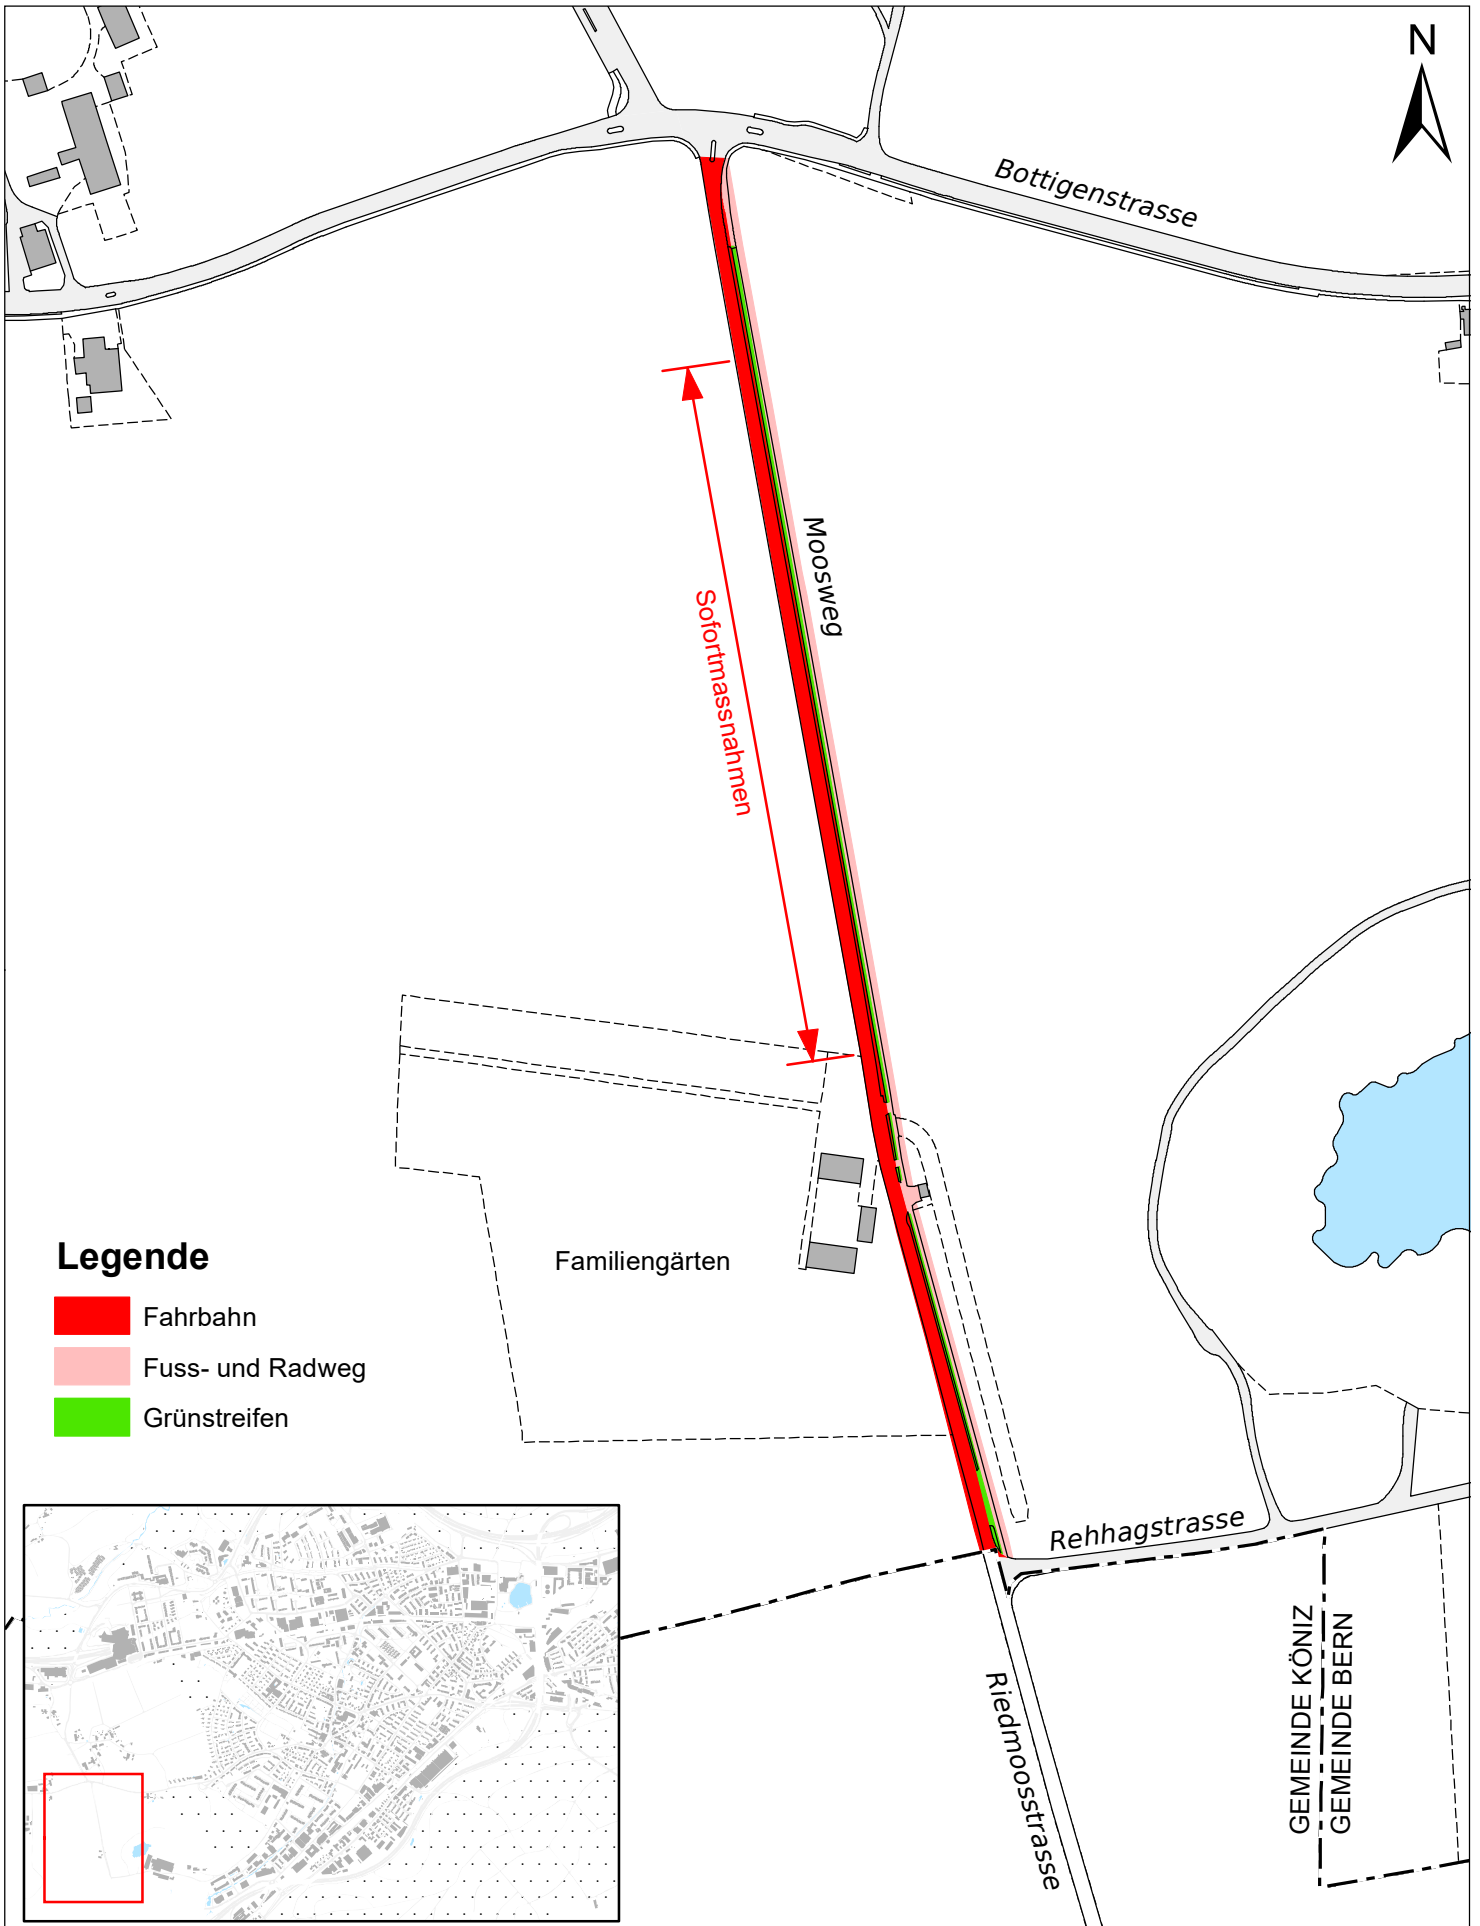 N
Bottigenstrasse
Moosweg
Sofortmassnahmen
Familiengärten
Legende
Fahrbahn
Fuss- und Radweg
Grünstreifen
Rehhagstrasse
Riedmoosstrasse
GEMEINDE KÖNIZ
GEMEINDE BERN